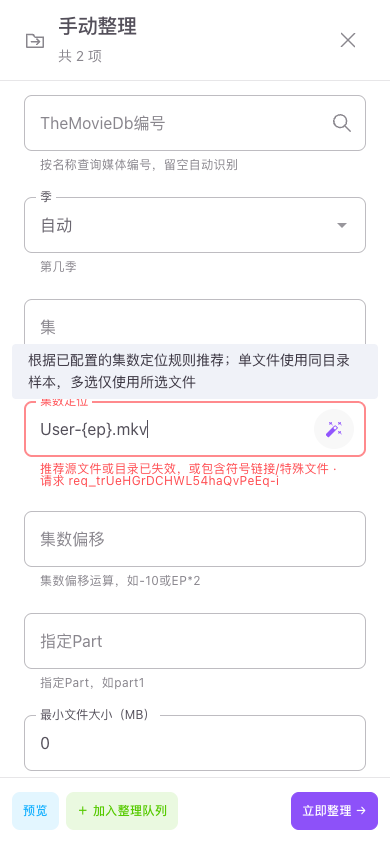 手动整理
共 2 项
TheMovieDb编号
按名称查询媒体编号，留空自动识别
季
自动
第几季
集
根据已配置的集数定位规则推荐；单文件使用同目录
样本，多选仅使用所选文件
集数定位
User-{ep}.mkv
推荐源文件或目录已失效，或包含符号链接/特殊文件 ·
请求 req_trUeHGrDCHWL54haQvPeEq-i
集数偏移
集数偏移运算，如-10或EP*2
指定Part
指定Part，如part1
最小文件大小（MB）
0
预览
+ 加入整理队列
立即整理 →